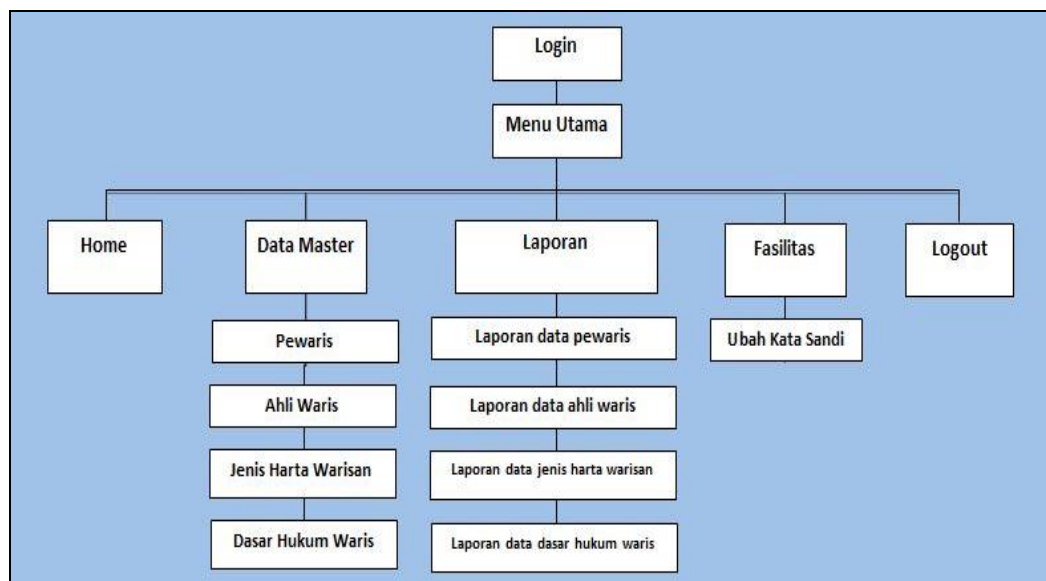 Login
Menu Utama
Home
Data Master
Laporan
Fasilitas
Logout
Pewaris
Laporan data pewaris
Ubah Kata Sandi
Ahli Waris
Laporan data ahli waris
Jenis Harta Warisan
Laporan data jenis harta warisan
Dasar Hukum Waris
Laporan data dasar hukum waris